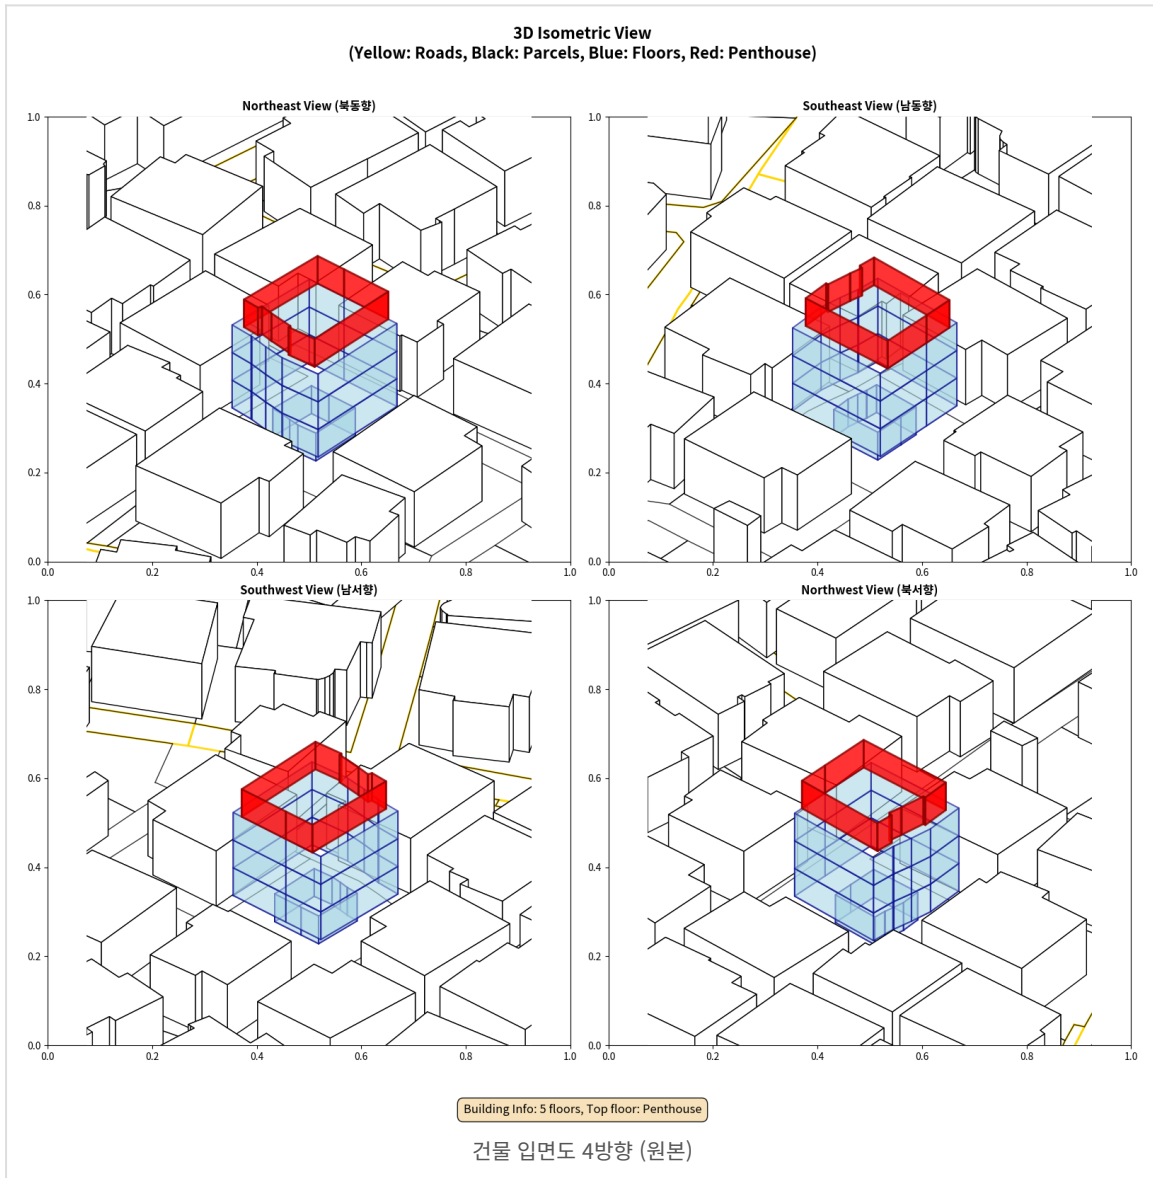 3D Isometric View
(Yellow: Roads, Black: Parcels, Blue: Floors, Red: Penthouse)
Northeast View (북동향)
1.0
0.8
0.6
0.4
0.2
0.0
0.0 0.2 0.4 0.6 0.8 1.0
Southeast View (남동향)
1.0
0.8
0.6
0.4
0.2
0.0
0.0 0.2 0.4 0.6 0.8 1.0
Southwest View (남서향)
1.0
0.8
0.6
0.4
0.2
0.0
0.0 0.2 0.4 0.6 0.8 1.0
Northwest View (북서향)
1.0
0.8
0.6
0.4
0.2
0.0
0.0 0.2 0.4 0.6 0.8 1.0
Building Info: 5 floors, Top floor: Penthouse
건물 입면도 4방향 (원본)